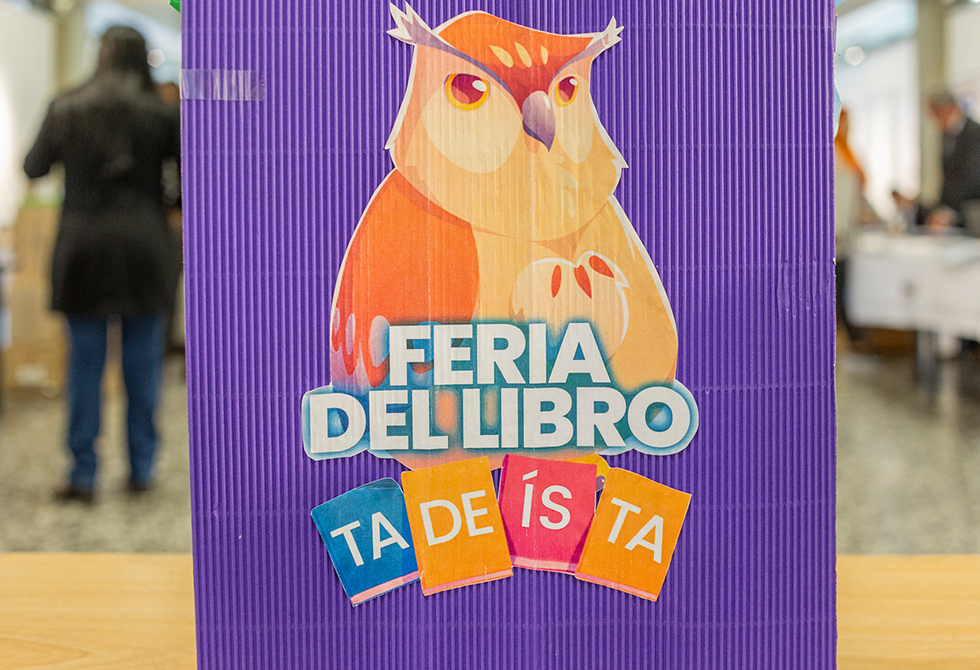 FERIA
DEL LIBRO
TA DE ÍS TA